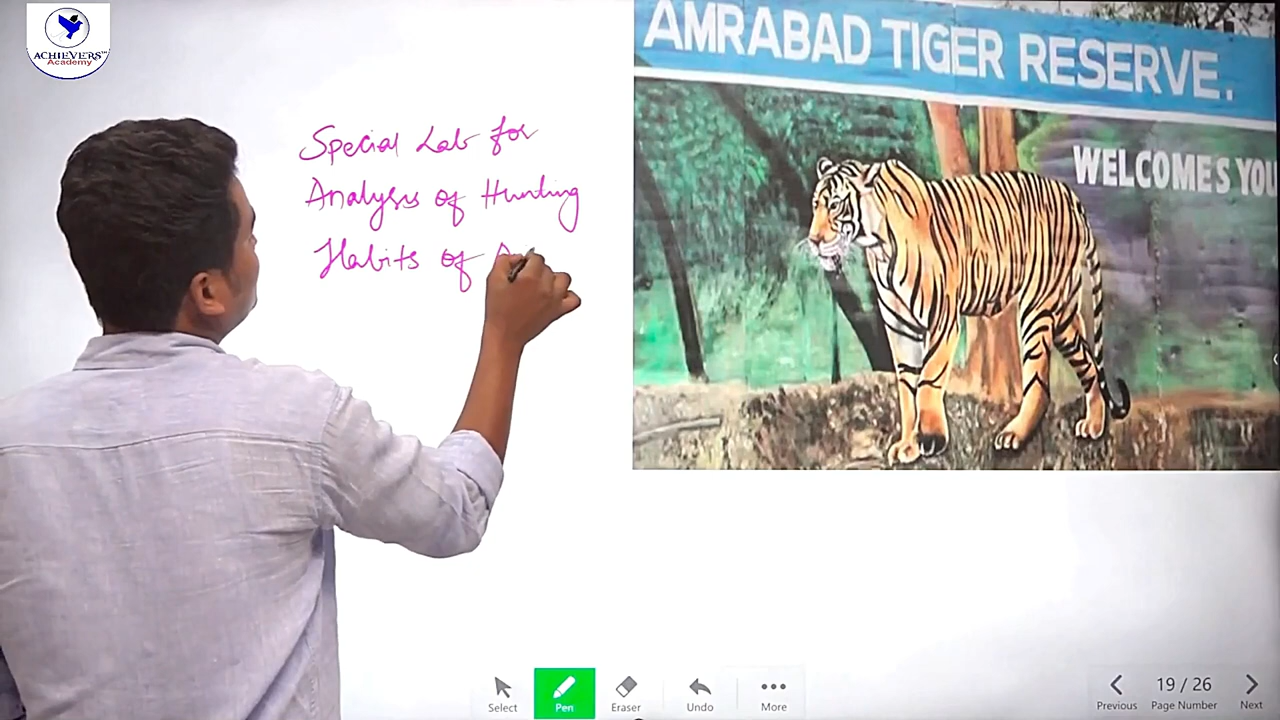 ACHIEVERS™
Academy
Special Lab for
Analysis of Hunting
Habits of
AMRABAD TIGER RESERVE.
WELCOMES YOU
Select
Pen
Eraser
Undo
More
Previous
19 / 26
Page Number
Next